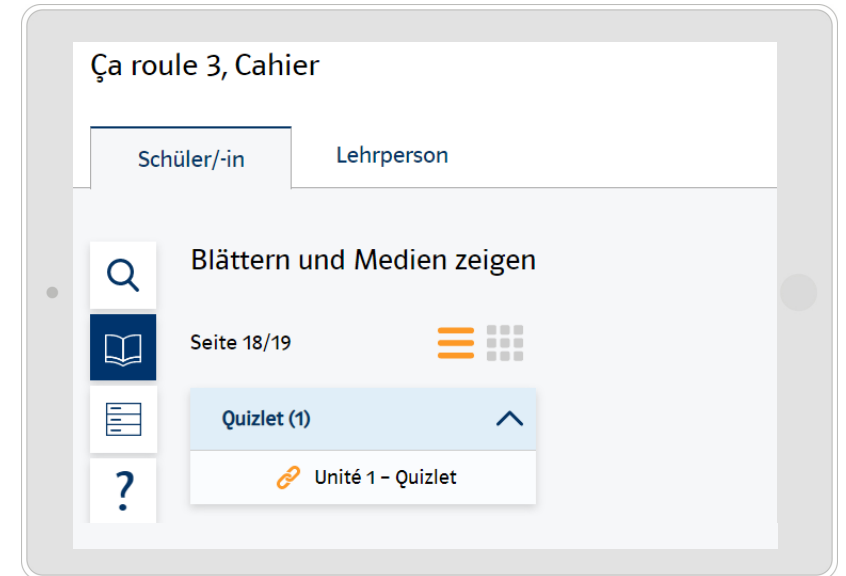 Ça roule 3, Cahier
Schüler/-in
Lehrperson
Blättern und Medien zeigen
Seite 18/19
Quizlet (1)
Unité 1 – Quizlet
?